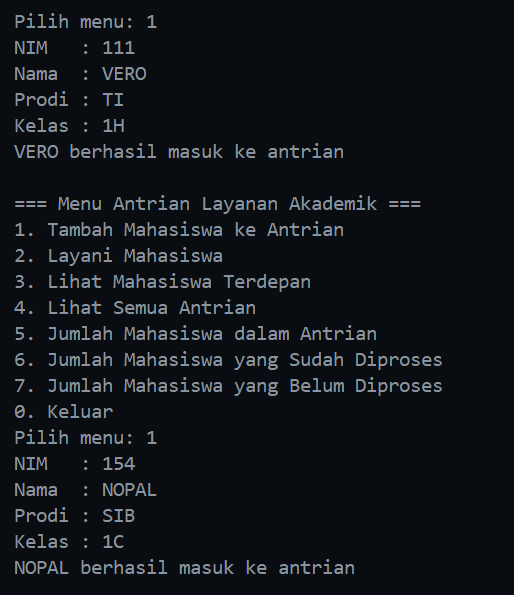 Pilih menu: 1
NIM   : 111
Nama  : VERO
Prodi : TI
Kelas : 1H
VERO berhasil masuk ke antrian

=== Menu Antrian Layanan Akademik ===
1. Tambah Mahasiswa ke Antrian
2. Layani Mahasiswa
3. Lihat Mahasiswa Terdepan
4. Lihat Semua Antrian
5. Jumlah Mahasiswa dalam Antrian
6. Jumlah Mahasiswa yang Sudah Diproses
7. Jumlah Mahasiswa yang Belum Diproses
0. Keluar
Pilih menu: 1
NIM   : 154
Nama  : NOPAL
Prodi : SIB
Kelas : 1C
NOPAL berhasil masuk ke antrian